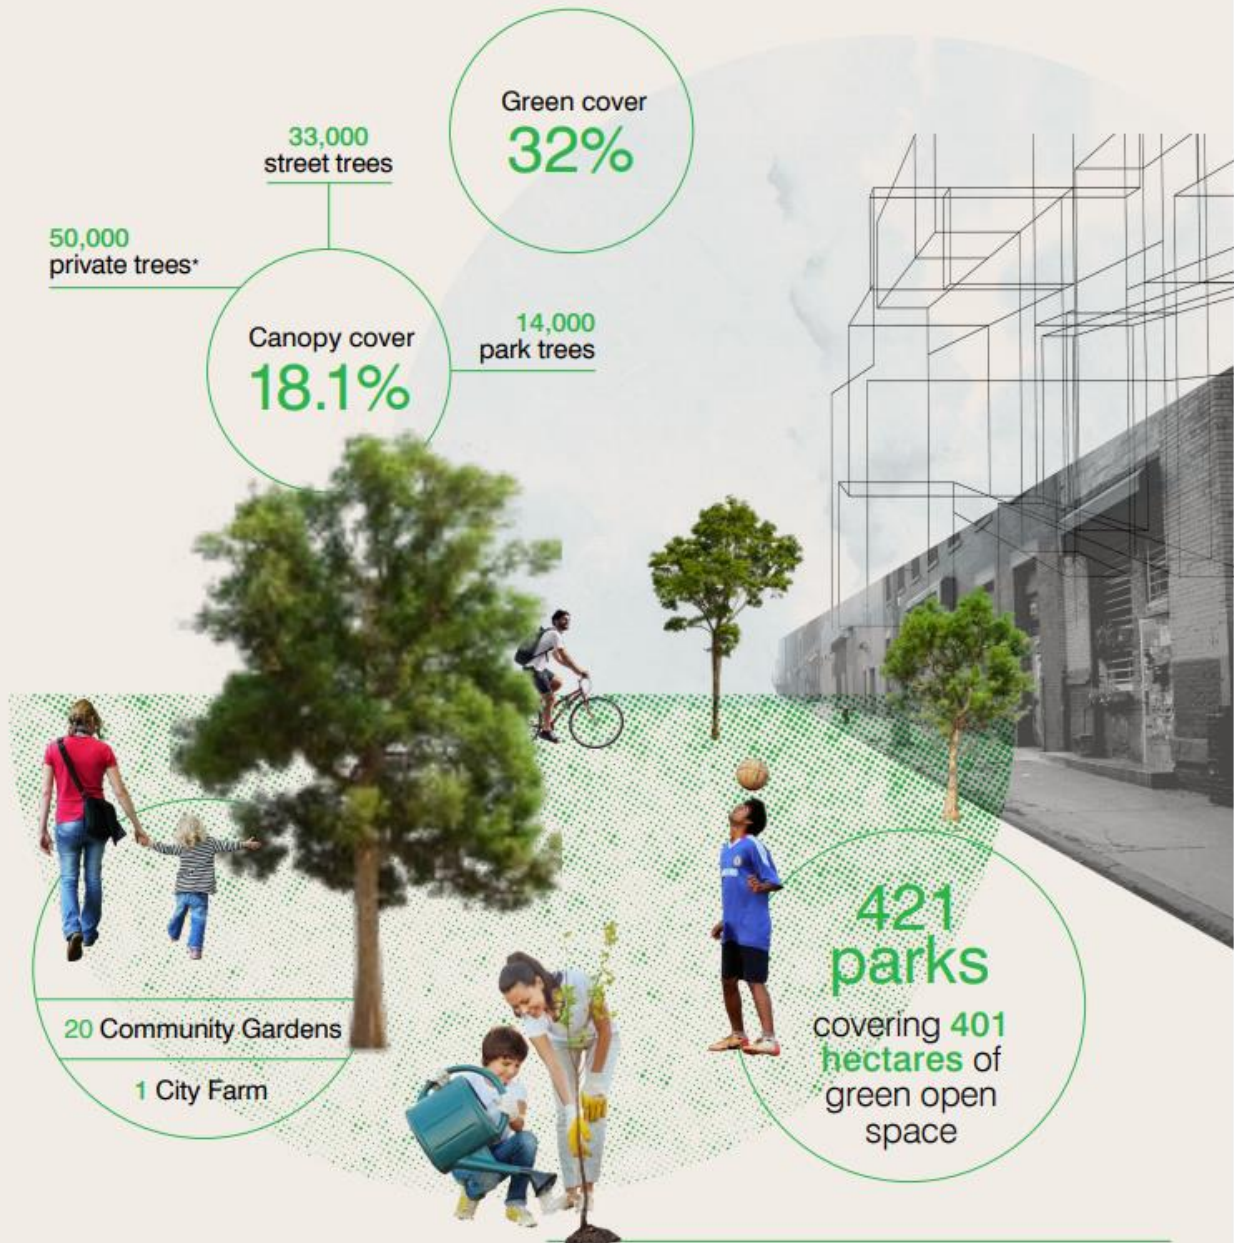 Green cover
32%
33,000
street trees
50,000
private trees*
Canopy cover
18.1%
14,000
park trees
421
parks
covering 401
hectares of
green open
space
20 Community Gardens
1 City Farm